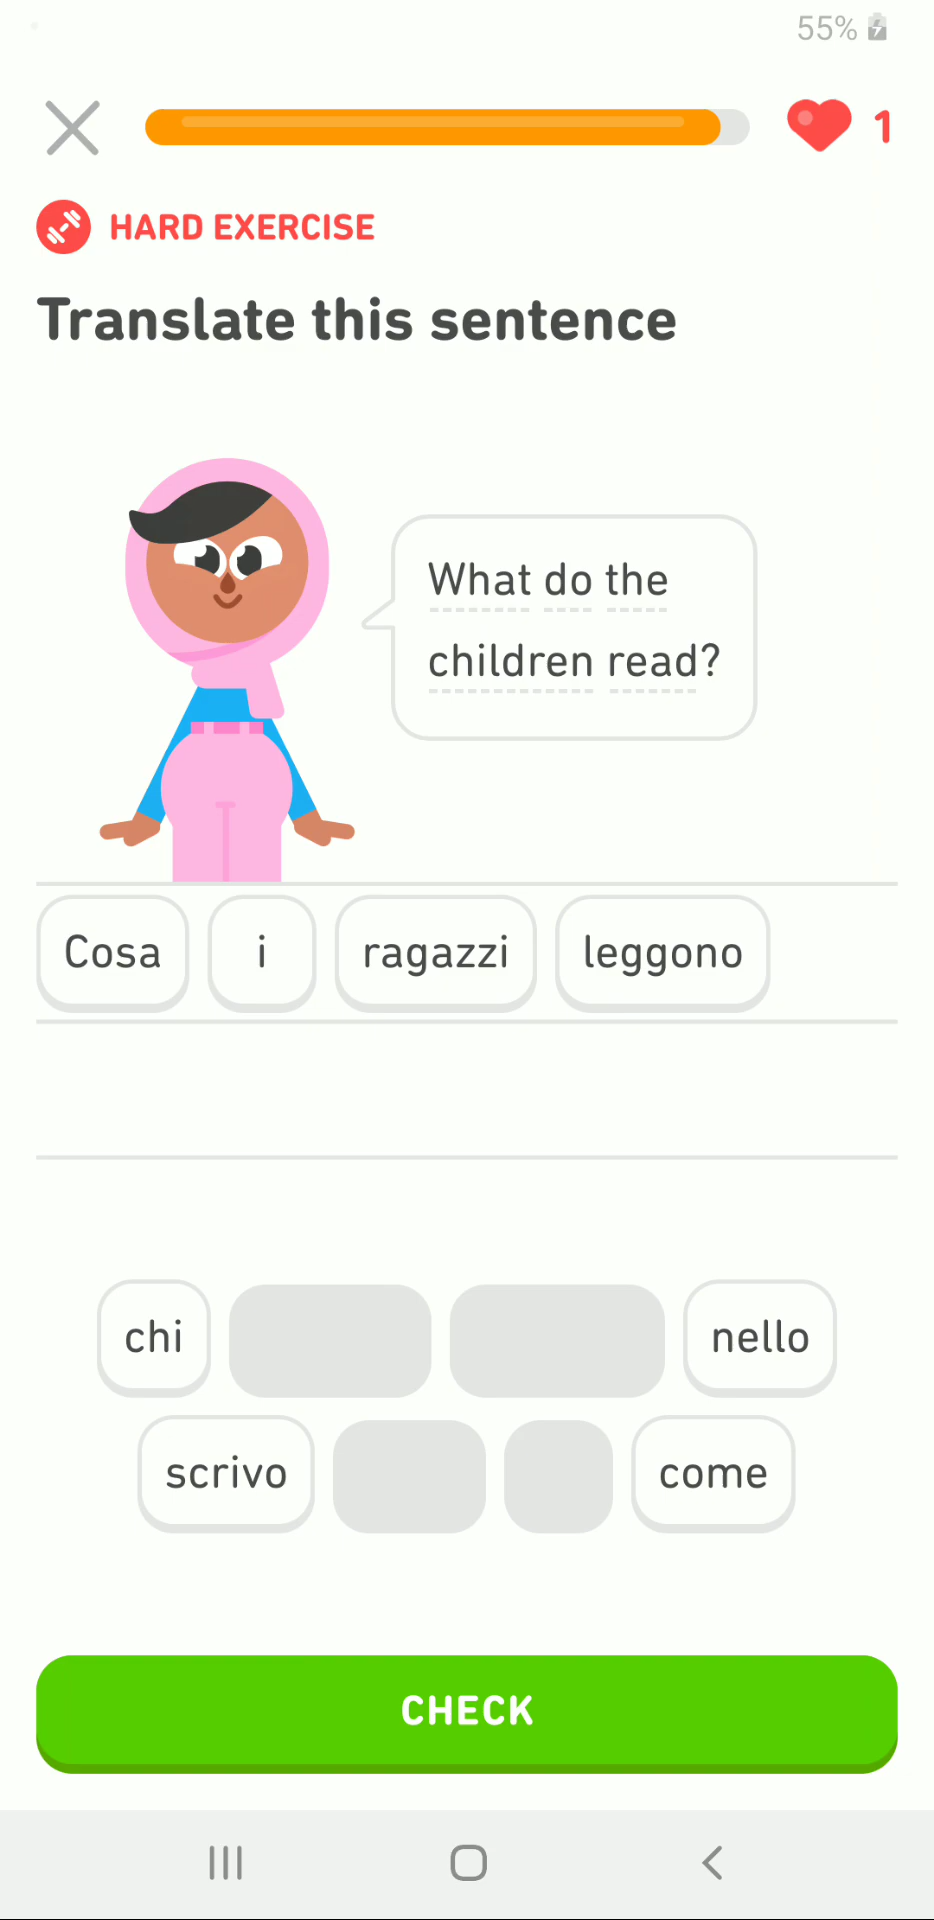 55%
1
HARD EXERCISE
Translate this sentence
What do the
children read?
Cosa i ragazzi leggono
chi nello
scrivo come
CHECK